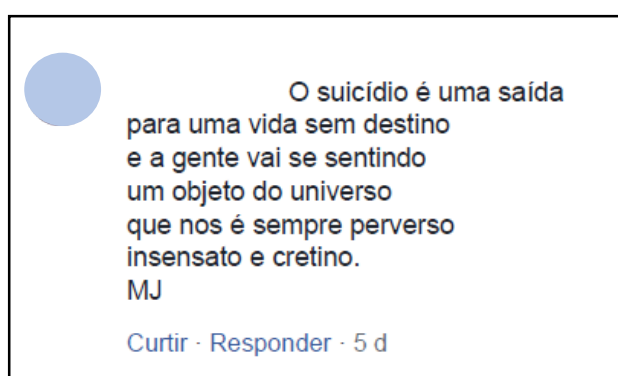 O suicídio é uma saída
para uma vida sem destino
e a gente vai se sentindo
um objeto do universo
que nos é sempre perverso
insensato e cretino.
MJ
Curtir · Responder · 5 d